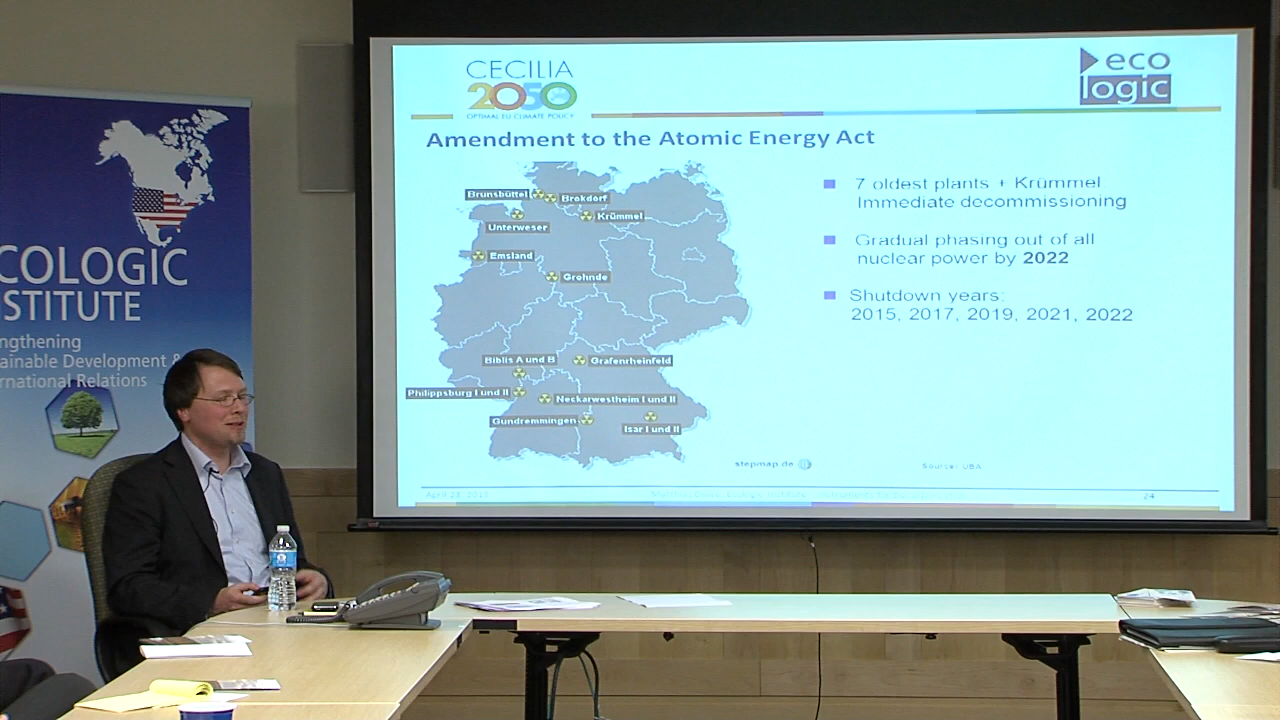 COLOGIC
STITUTE
ngthening
ainable Development &
rnational Relations
CECILIA
2050
OPTIMAL EU CLIMATE POLICY
eco
logic
Amendment to the Atomic Energy Act
Brunsbüttel
Brokdorf
Krümmel
Unterweser
Emsland
Grohnde
Biblis A und B
Grafenrheinfeld
Philippsburg I und II
Neckarwestheim I und II
Gundremmingen
Isar I und II
stepmap.de
Source: UBA
7 oldest plants + Krümmel
Immediate decommissioning
Gradual phasing out of all
nuclear power by 2022
Shutdown years:
2015, 2017, 2019, 2021, 2022
24